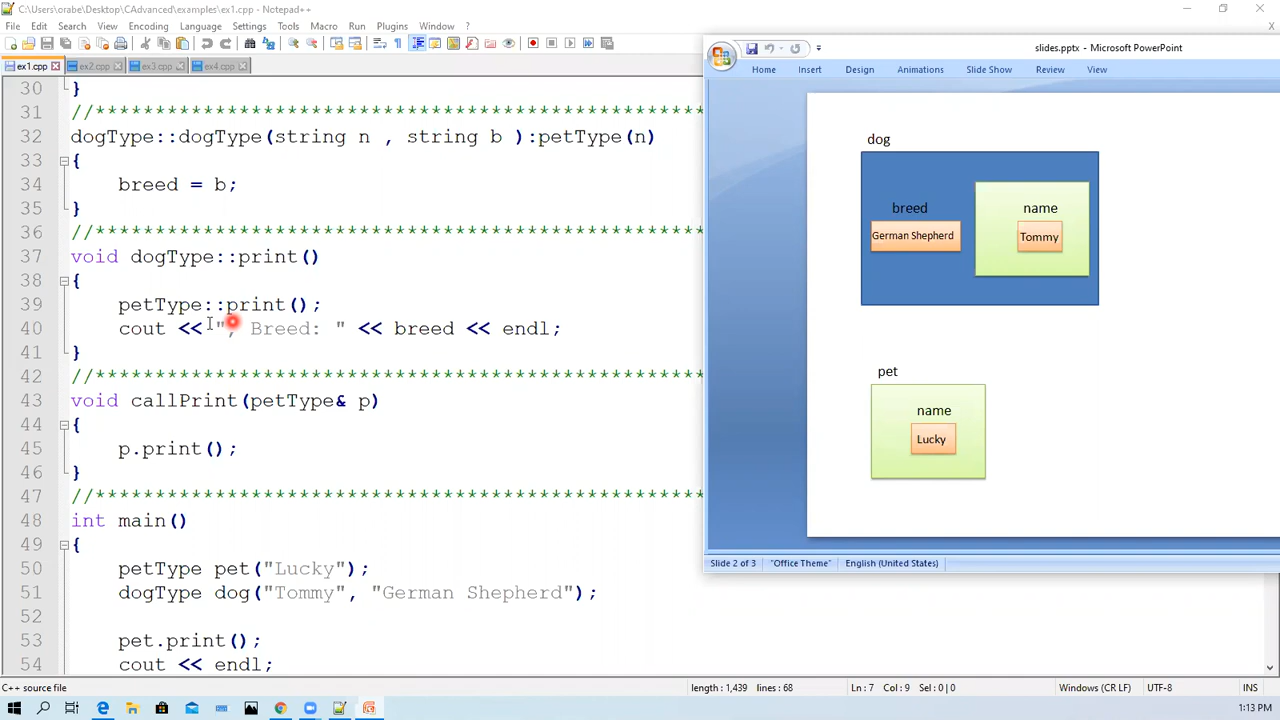 C:\Users\orabe\Desktop\CAdvanced\examples\ex1.cpp - Notepad++
File Edit Search View Encoding Language Settings Tools Macro Run Plugins Window ?
X
ex1.cpp ex2.cpp ex3.cpp ex4.cpp
30 }
31 //*****************************************************
32 dogType::dogType(string n , string b ):petType(n)
33 {
34 breed = b;
35 }
36 //*****************************************************
37 void dogType::print()
38 {
39 petType::print();
40 cout << ", Breed: " << breed << endl;
41 }
42 //*****************************************************
43 void callPrint(petType& p)
44 {
45 p.print();
46 }
47 //*****************************************************
48 int main()
49 {
50 petType pet("Lucky");
51 dogType dog("Tommy", "German Shepherd");
52
53 pet.print();
54 cout << endl;
C++ source file length : 1,439 lines : 68 Ln : 7 Col : 9 Sel : 0 | 0 Windows (CR LF) UTF-8 INS
slides.pptx - Microsoft PowerPoint
Home Insert Design Animations Slide Show Review View
dog
breed name
German Shepherd Tommy
pet
name
Lucky
Slide 2 of 3 "Office Theme" English (United States)
1:13 PM